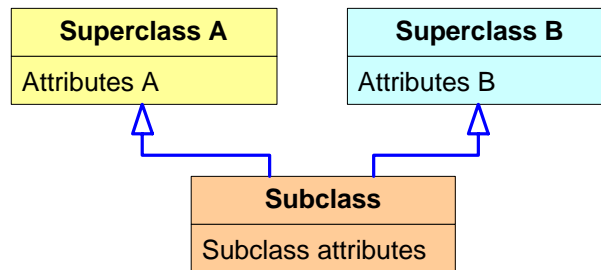 Superclass A
Attributes A
Superclass B
Attributes B
Subclass
Subclass attributes